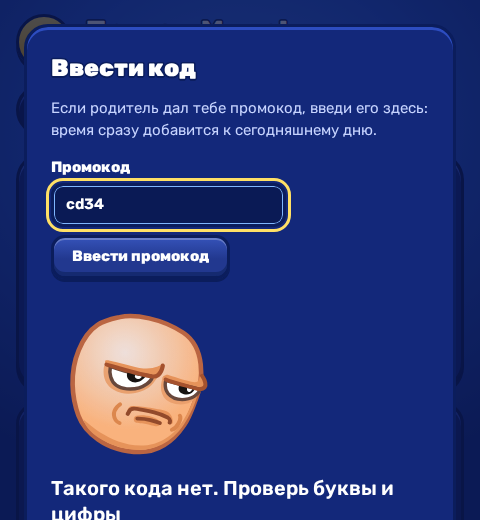 Ввести код
Если родитель дал тебе промокод, введи его здесь:
время сразу добавится к сегодняшнему дню.
Промокод
cd34
Ввести промокод
Такого кода нет. Проверь буквы и
цифры